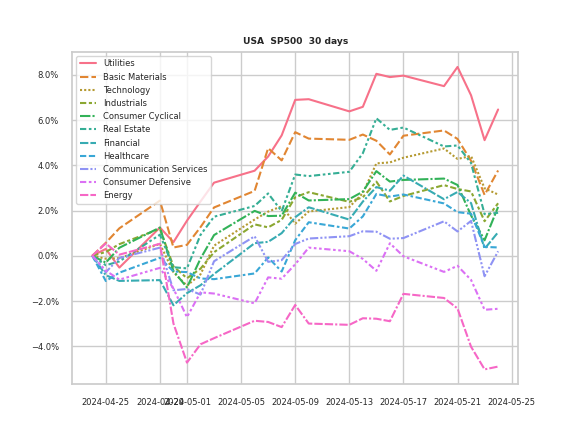 USA SP500 30 days
8.0%
6.0%
4.0%
2.0%
0.0%
−2.0%
−4.0%
Utilities
Basic Materials
Technology
Industrials
Consumer Cyclical
Real Estate
Financial
Healthcare
Communication Services
Consumer Defensive
Energy
2024-04-25
2024-04-29
2024-05-01
2024-05-05
2024-05-09
2024-05-13
2024-05-17
2024-05-21
2024-05-25